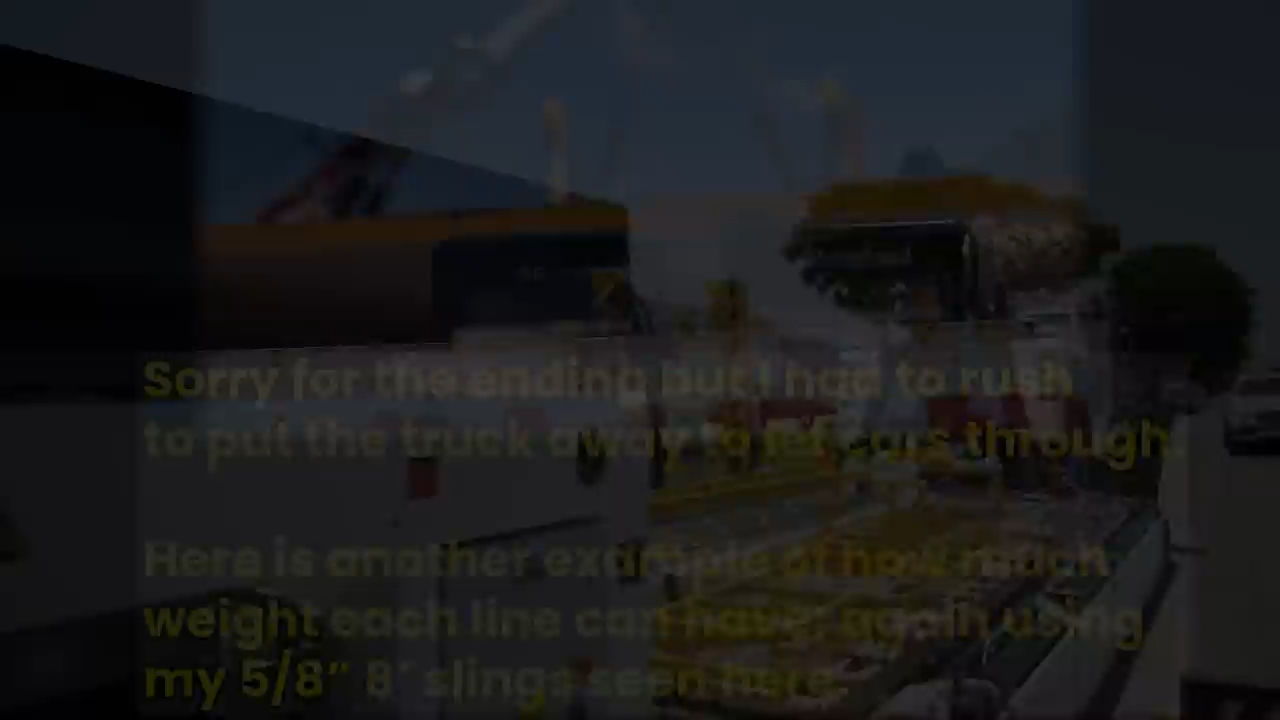 Sorry for the ending but I had to rush
to put the truck away to let cars through.
Here is another example of how much
weight each line can have, again using
my 5/8” 8’ slings seen here.